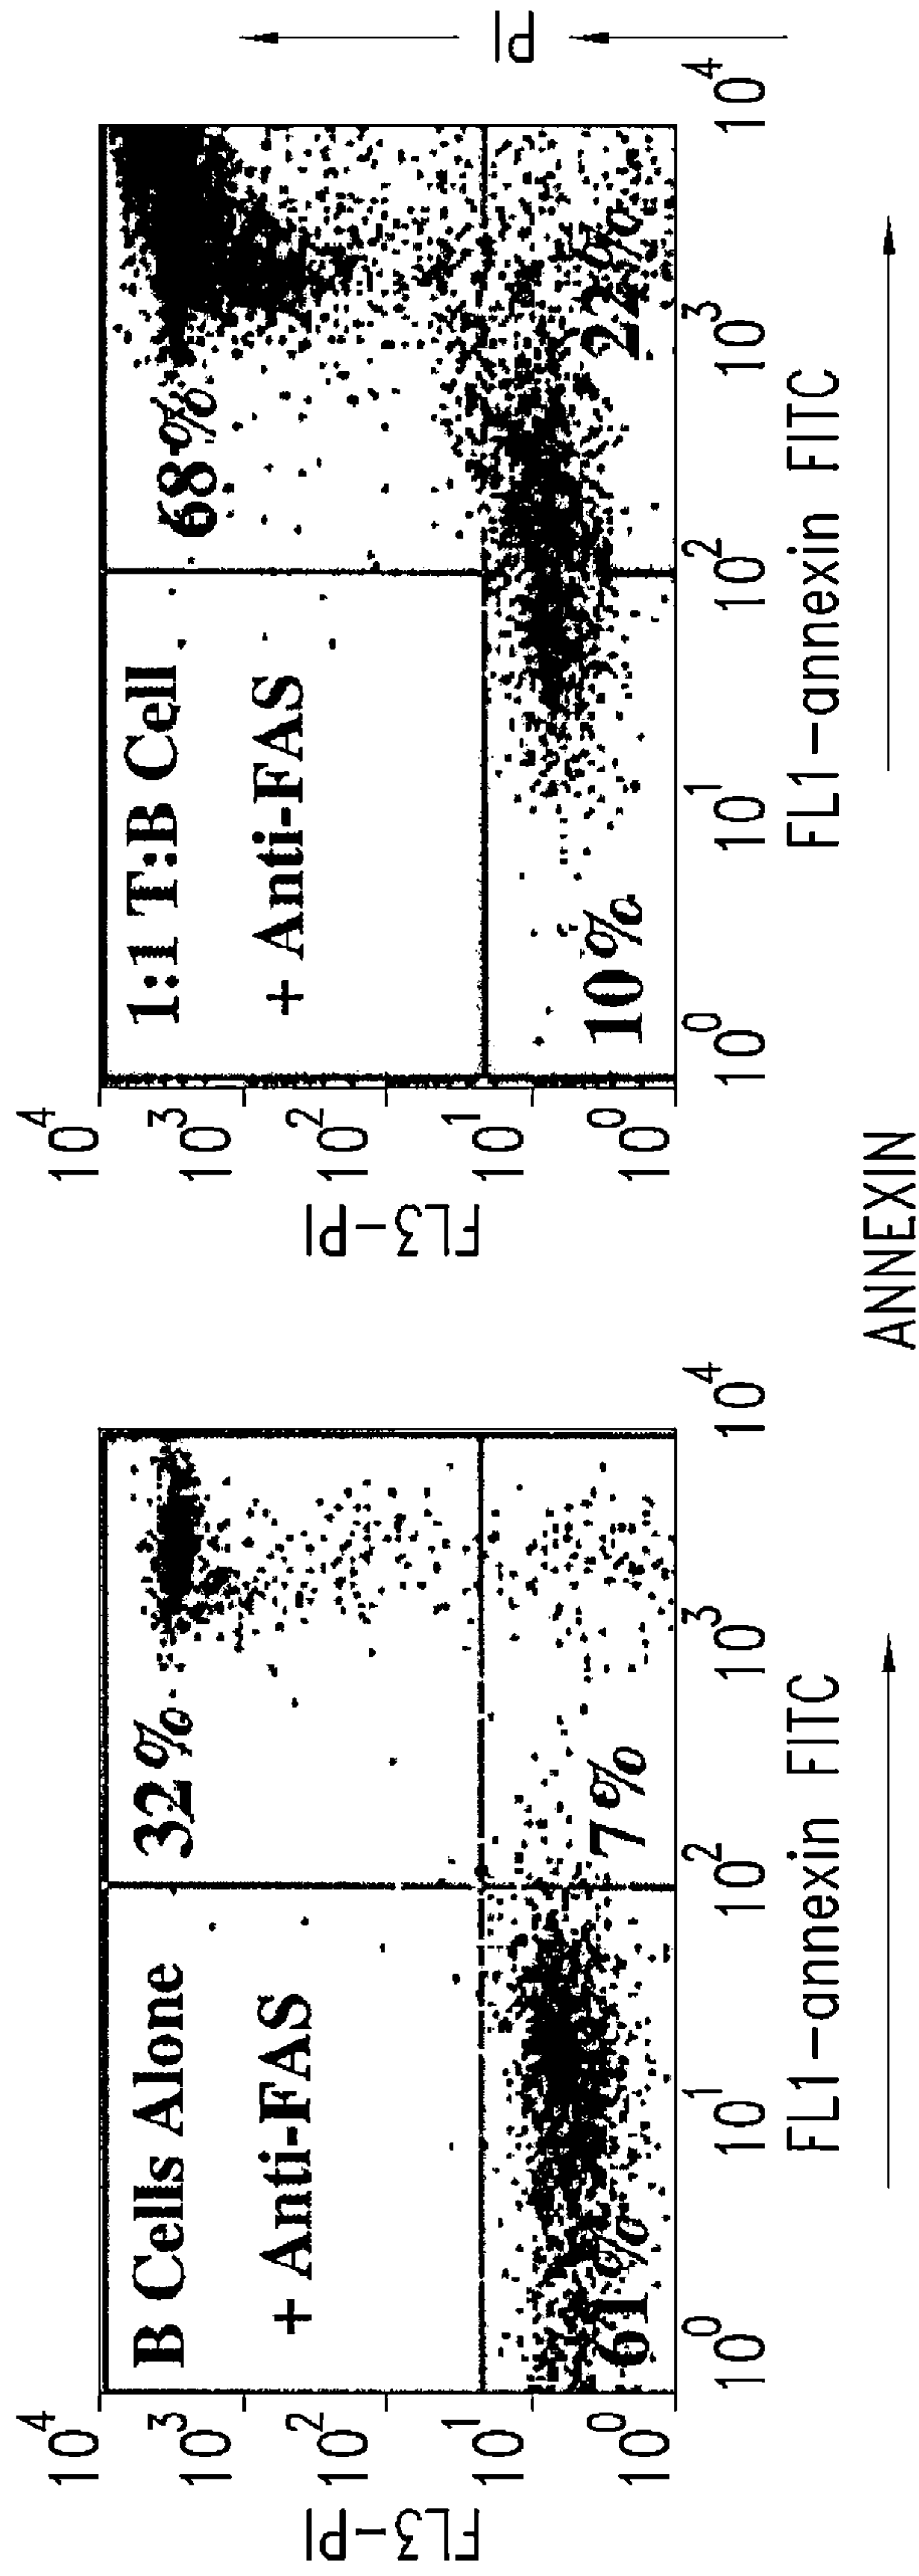 B Cells Alone
+ Anti-FAS
32%
61%
7%
FL3-PI
10^4
10^3
10^2
10^1
10^0
10^0
10^1
10^2
10^3
10^4
FL1-annexin FITC
1:1 T:B Cell
+ Anti-FAS
68%
10%
22%
FL3-PI
10^4
10^3
10^2
10^1
10^0
10^0
10^1
10^2
10^3
10^4
FL1-annexin FITC
PI
ANNEXIN